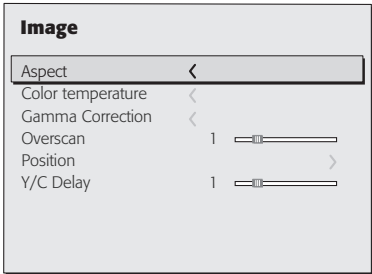 Image
Aspect
Color temperature
Gamma Correction
Overscan 1
Position
Y/C Delay 1